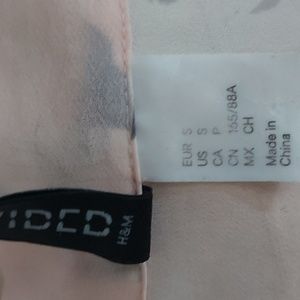 EUR S
US S
CA P
CN 165/88A
MX CH
Made in
China
VIDED
H&M